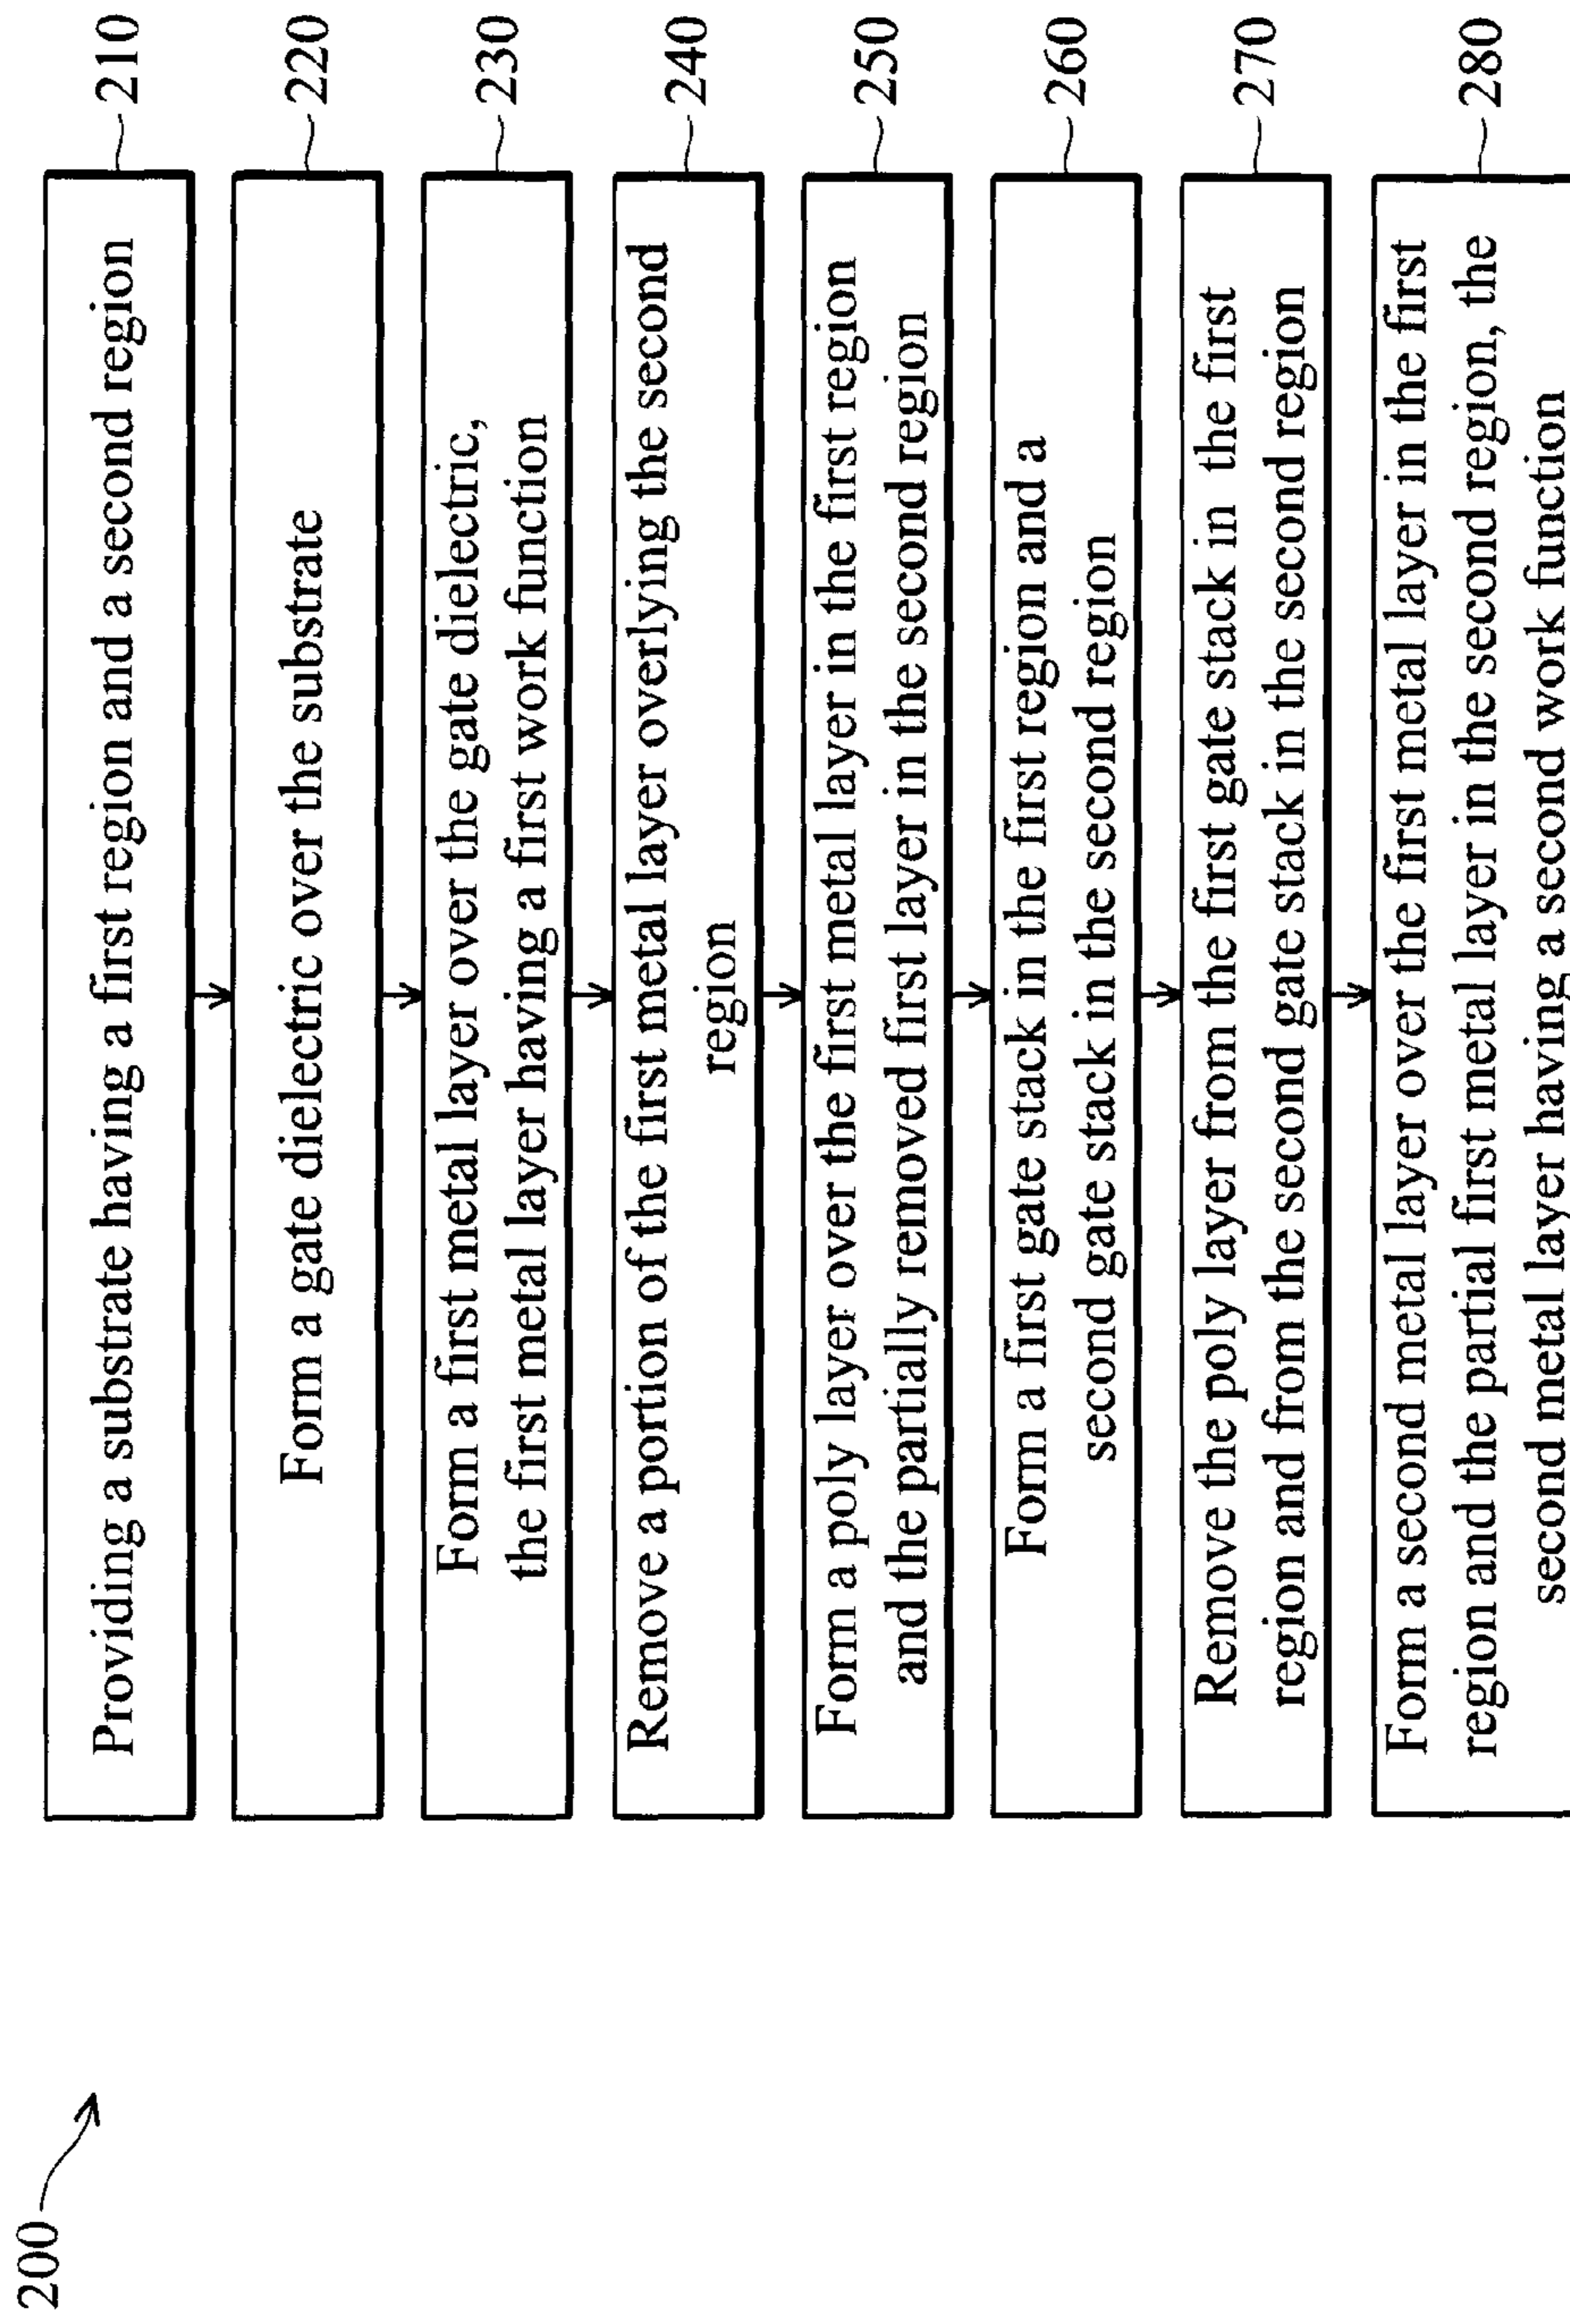 200
Providing a substrate having a first region and a second region
210
Form a gate dielectric over the substrate
220
Form a first metal layer over the gate dielectric,
the first metal layer having a first work function
230
Remove a portion of the first metal layer overlying the second
region
240
Form a poly layer over the first metal layer in the first region
and the partially removed first layer in the second region
250
Form a first gate stack in the first region and a
second gate stack in the second region
260
Remove the poly layer from the first gate stack in the first
region and from the second gate stack in the second region
270
Form a second metal layer over the first metal layer in the first
region and the partial first metal layer in the second region, the
second metal layer having a second work function
280